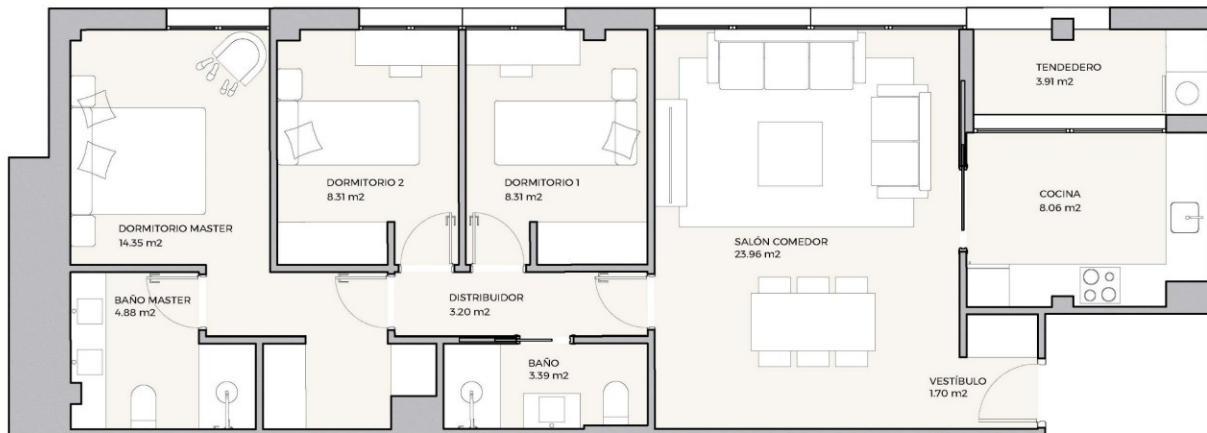 TENDEDERO
3.91 m2
DORMITORIO 2
8.31 m2
DORMITORIO 1
8.31 m2
COCINA
8.06 m2
DORMITORIO MASTER
14.35 m2
SALÓN COMEDOR
23.96 m2
BAÑO MASTER
4.88 m2
DISTRIBUIDOR
3.20 m2
BAÑO
3.39 m2
VESTÍBULO
1.70 m2